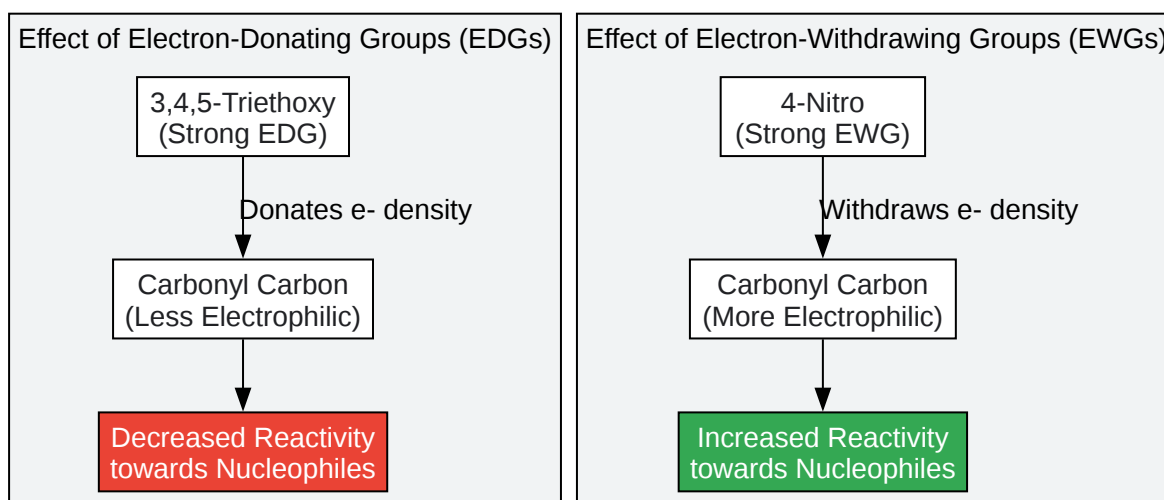 Effect of Electron-Donating Groups (EDGs)
3,4,5-Triethoxy
(Strong EDG)
Donates e- density
Carbonyl Carbon
(Less Electrophilic)
Decreased Reactivity
towards Nucleophiles
Effect of Electron-Withdrawing Groups (EWGs)
4-Nitro
(Strong EWG)
Withdraws e- density
Carbonyl Carbon
(More Electrophilic)
Increased Reactivity
towards Nucleophiles